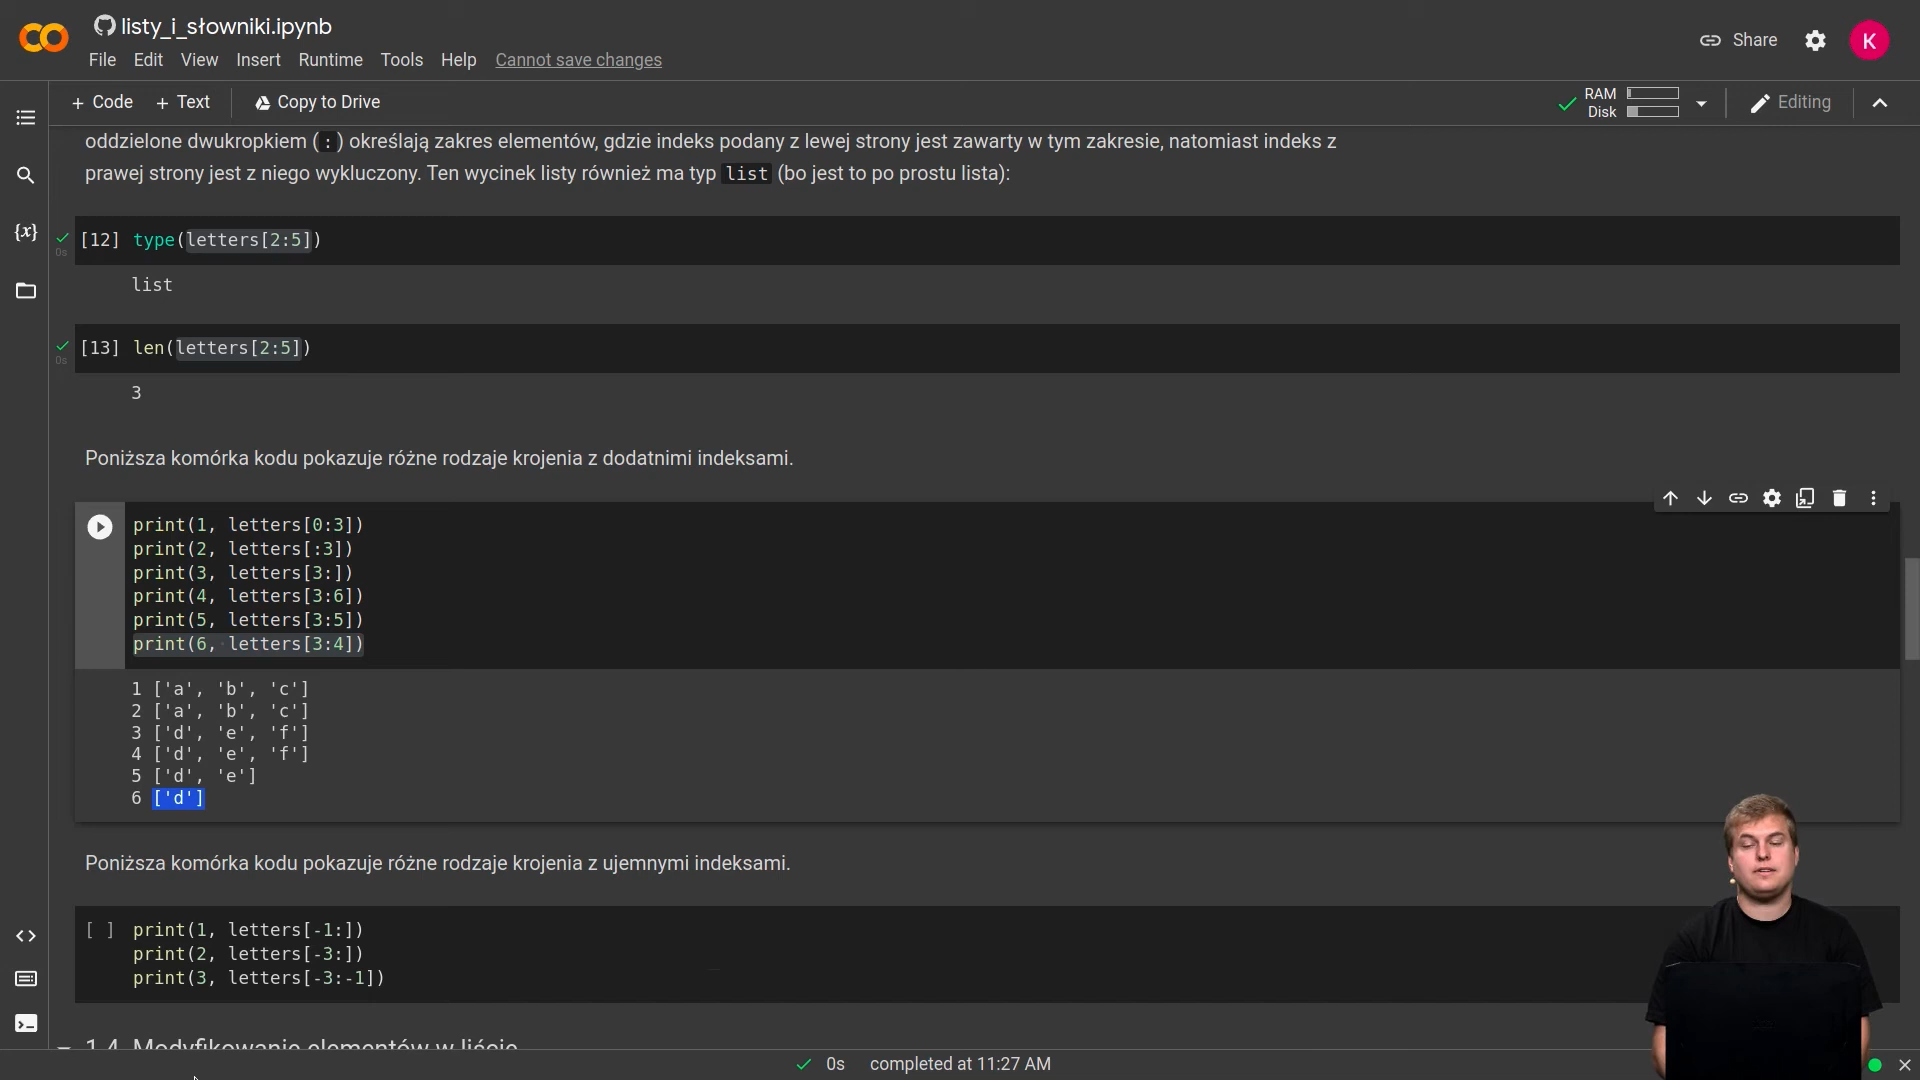 listy_i_słowniki.ipynb
File Edit View Insert Runtime Tools Help Cannot save changes
Share
K
+ Code + Text Copy to Drive
RAM
Disk
Editing
oddzielone dwukropkiem (:) określają zakres elementów, gdzie indeks podany z lewej strony jest zawarty w tym zakresie, natomiast indeks z
prawej strony jest z niego wykluczony. Ten wycinek listy również ma typ list (bo jest to po prostu lista):
[12] type(letters[2:5])
0s
list
[13] len(letters[2:5])
0s
3
Poniższa komórka kodu pokazuje różne rodzaje krojenia z dodatnimi indeksami.
print(1, letters[0:3])
print(2, letters[:3])
print(3, letters[3:])
print(4, letters[3:6])
print(5, letters[3:5])
print(6, letters[3:4])
1 ['a', 'b', 'c']
2 ['a', 'b', 'c']
3 ['d', 'e', 'f']
4 ['d', 'e', 'f']
5 ['d', 'e']
6 ['d']
Poniższa komórka kodu pokazuje różne rodzaje krojenia z ujemnymi indeksami.
[ ] print(1, letters[-1:])
print(2, letters[-3:])
print(3, letters[-3:-1])
1.4. Modyfikowanie elementów w liście
0s completed at 11:27 AM